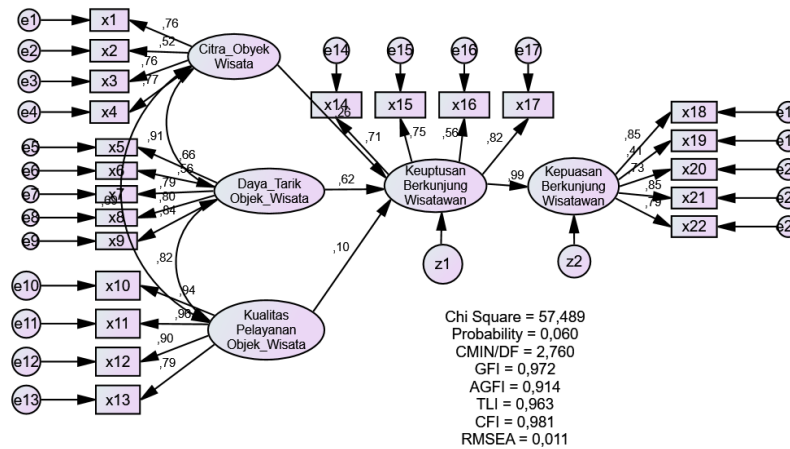 e1
x1
,76
e2
x2
,52
e3
x3
,76
e4
x4
,77
Citra_Obyek
Wisata
e5
x5
,91
,66
e6
x6
,56
e7
x7
,79
e8
x8
,80
e9
x9
,84
Daya_Tarik
Objek_Wisata
,82
e10
x10
,94
e11
x11
e12
x12
,90
e13
x13
,79
Kualitas
Pelayanan
Objek_Wisata
e14
e15
e16
e17
x14
x15
x16
x17
,26
,71
,75
,56
,82
,62
,10
Keuptusan
Berkunjung
Wisatawan
,99
z1
Kepuasan
Berkunjung
Wisatawan
z2
,85
x18
,41
x19
,73
x20
,85
x21
x22
Chi Square = 57,489
Probability = 0,060
CMIN/DF = 2,760
GFI = 0,972
AGFI = 0,914
TLI = 0,963
CFI = 0,981
RMSEA = 0,011